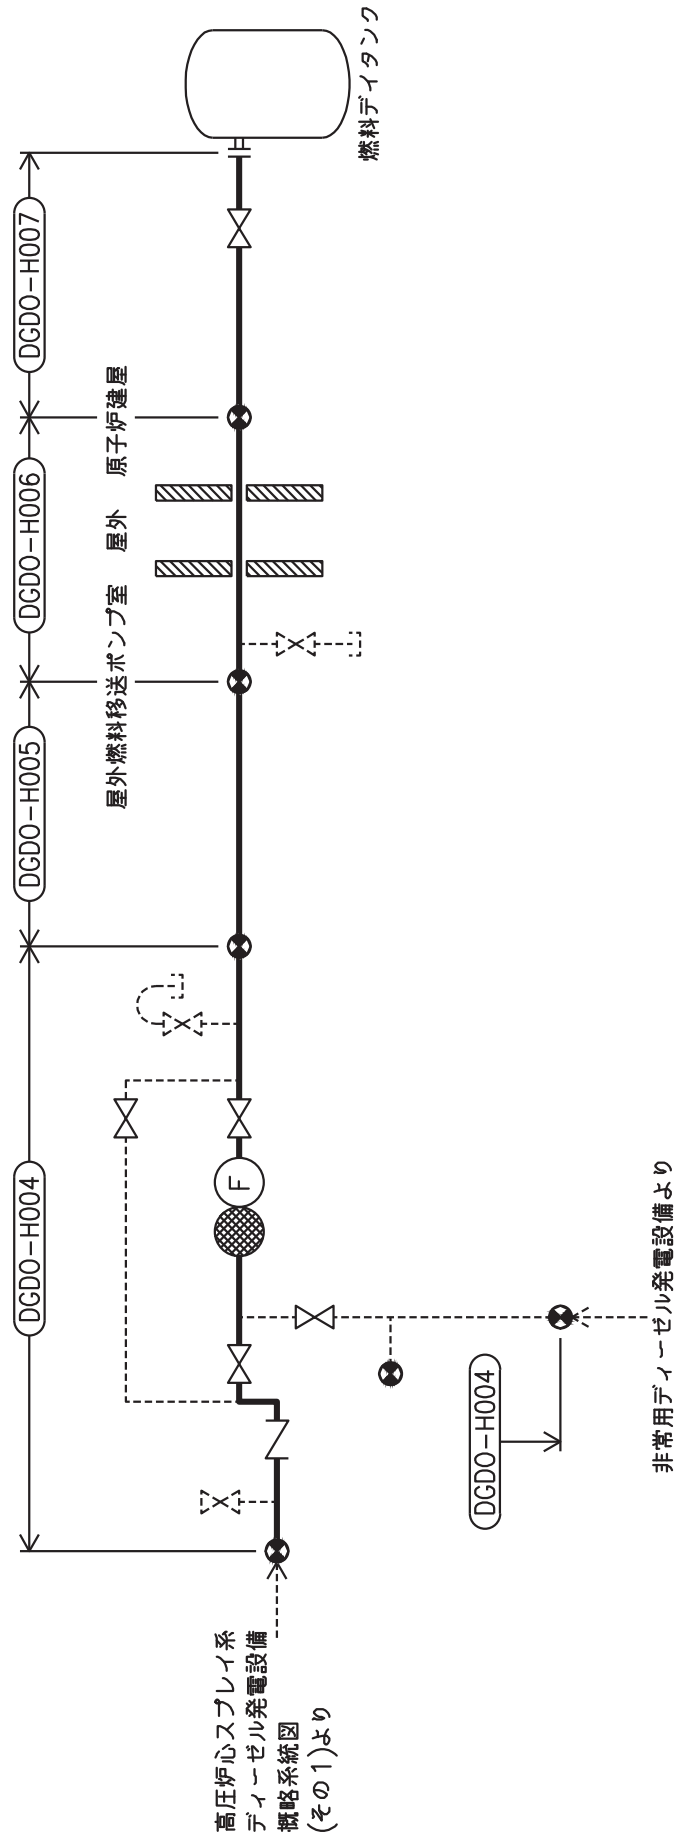 高圧炉心スプレイ系
ディーゼル発電設備
概略系統図
(その1)より
DGDO-H004
DGDO-H005
DGDO-H006
DGDO-H007
屋外燃料移送ポンプ室
屋外
原子炉建屋
F
燃料デイタンク
DGDO-H004
非常用ディーゼル発電設備より